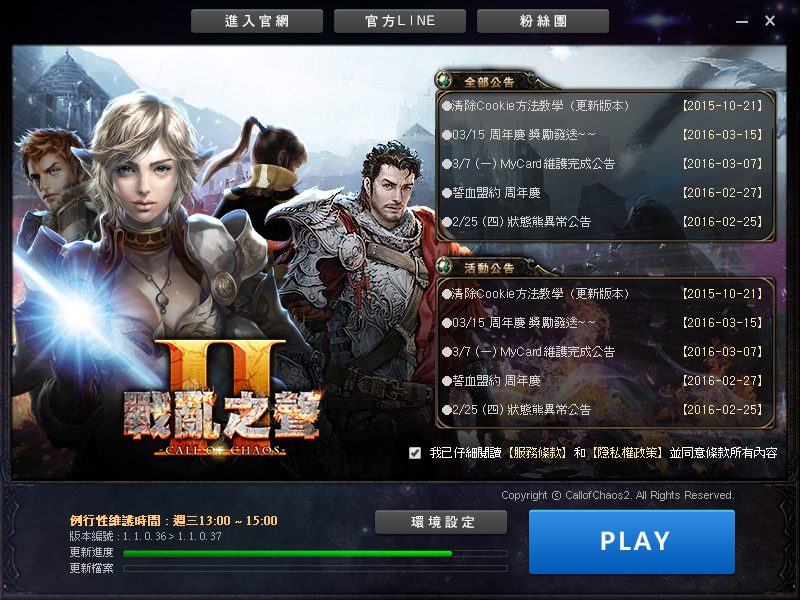 進入官網
官方LINE
粉絲團
全部公告
●清除Cookie方法教學（更新版本） 【2015-10-21】
●03/15 周年慶 獎勵發送~~ 【2016-03-15】
●3/7 (一) MyCard維護完成公告 【2016-03-07】
●誓血盟約 周年慶 【2016-02-27】
●2/25 (四) 狀態能異常公告 【2016-02-25】
活動公告
●清除Cookie方法教學（更新版本） 【2015-10-21】
●03/15 周年慶 獎勵發送~~ 【2016-03-15】
●3/7 (一) MyCard維護完成公告 【2016-03-07】
●誓血盟約 周年慶 【2016-02-27】
●2/25 (四) 狀態能異常公告 【2016-02-25】
II
戰亂之聲
-CALL OF CHAOS-
我已仔細閱讀【服務條款】和【隱私權政策】並同意條款所有內容
Copyright ⓒ CallofChaos2. All Rights Reserved.
例行性維護時間：週三13:00 ~ 15:00
版本編號 : 1.1.0.36 > 1.1.0.37
更新進度
更新檔案
環境設定
PLAY